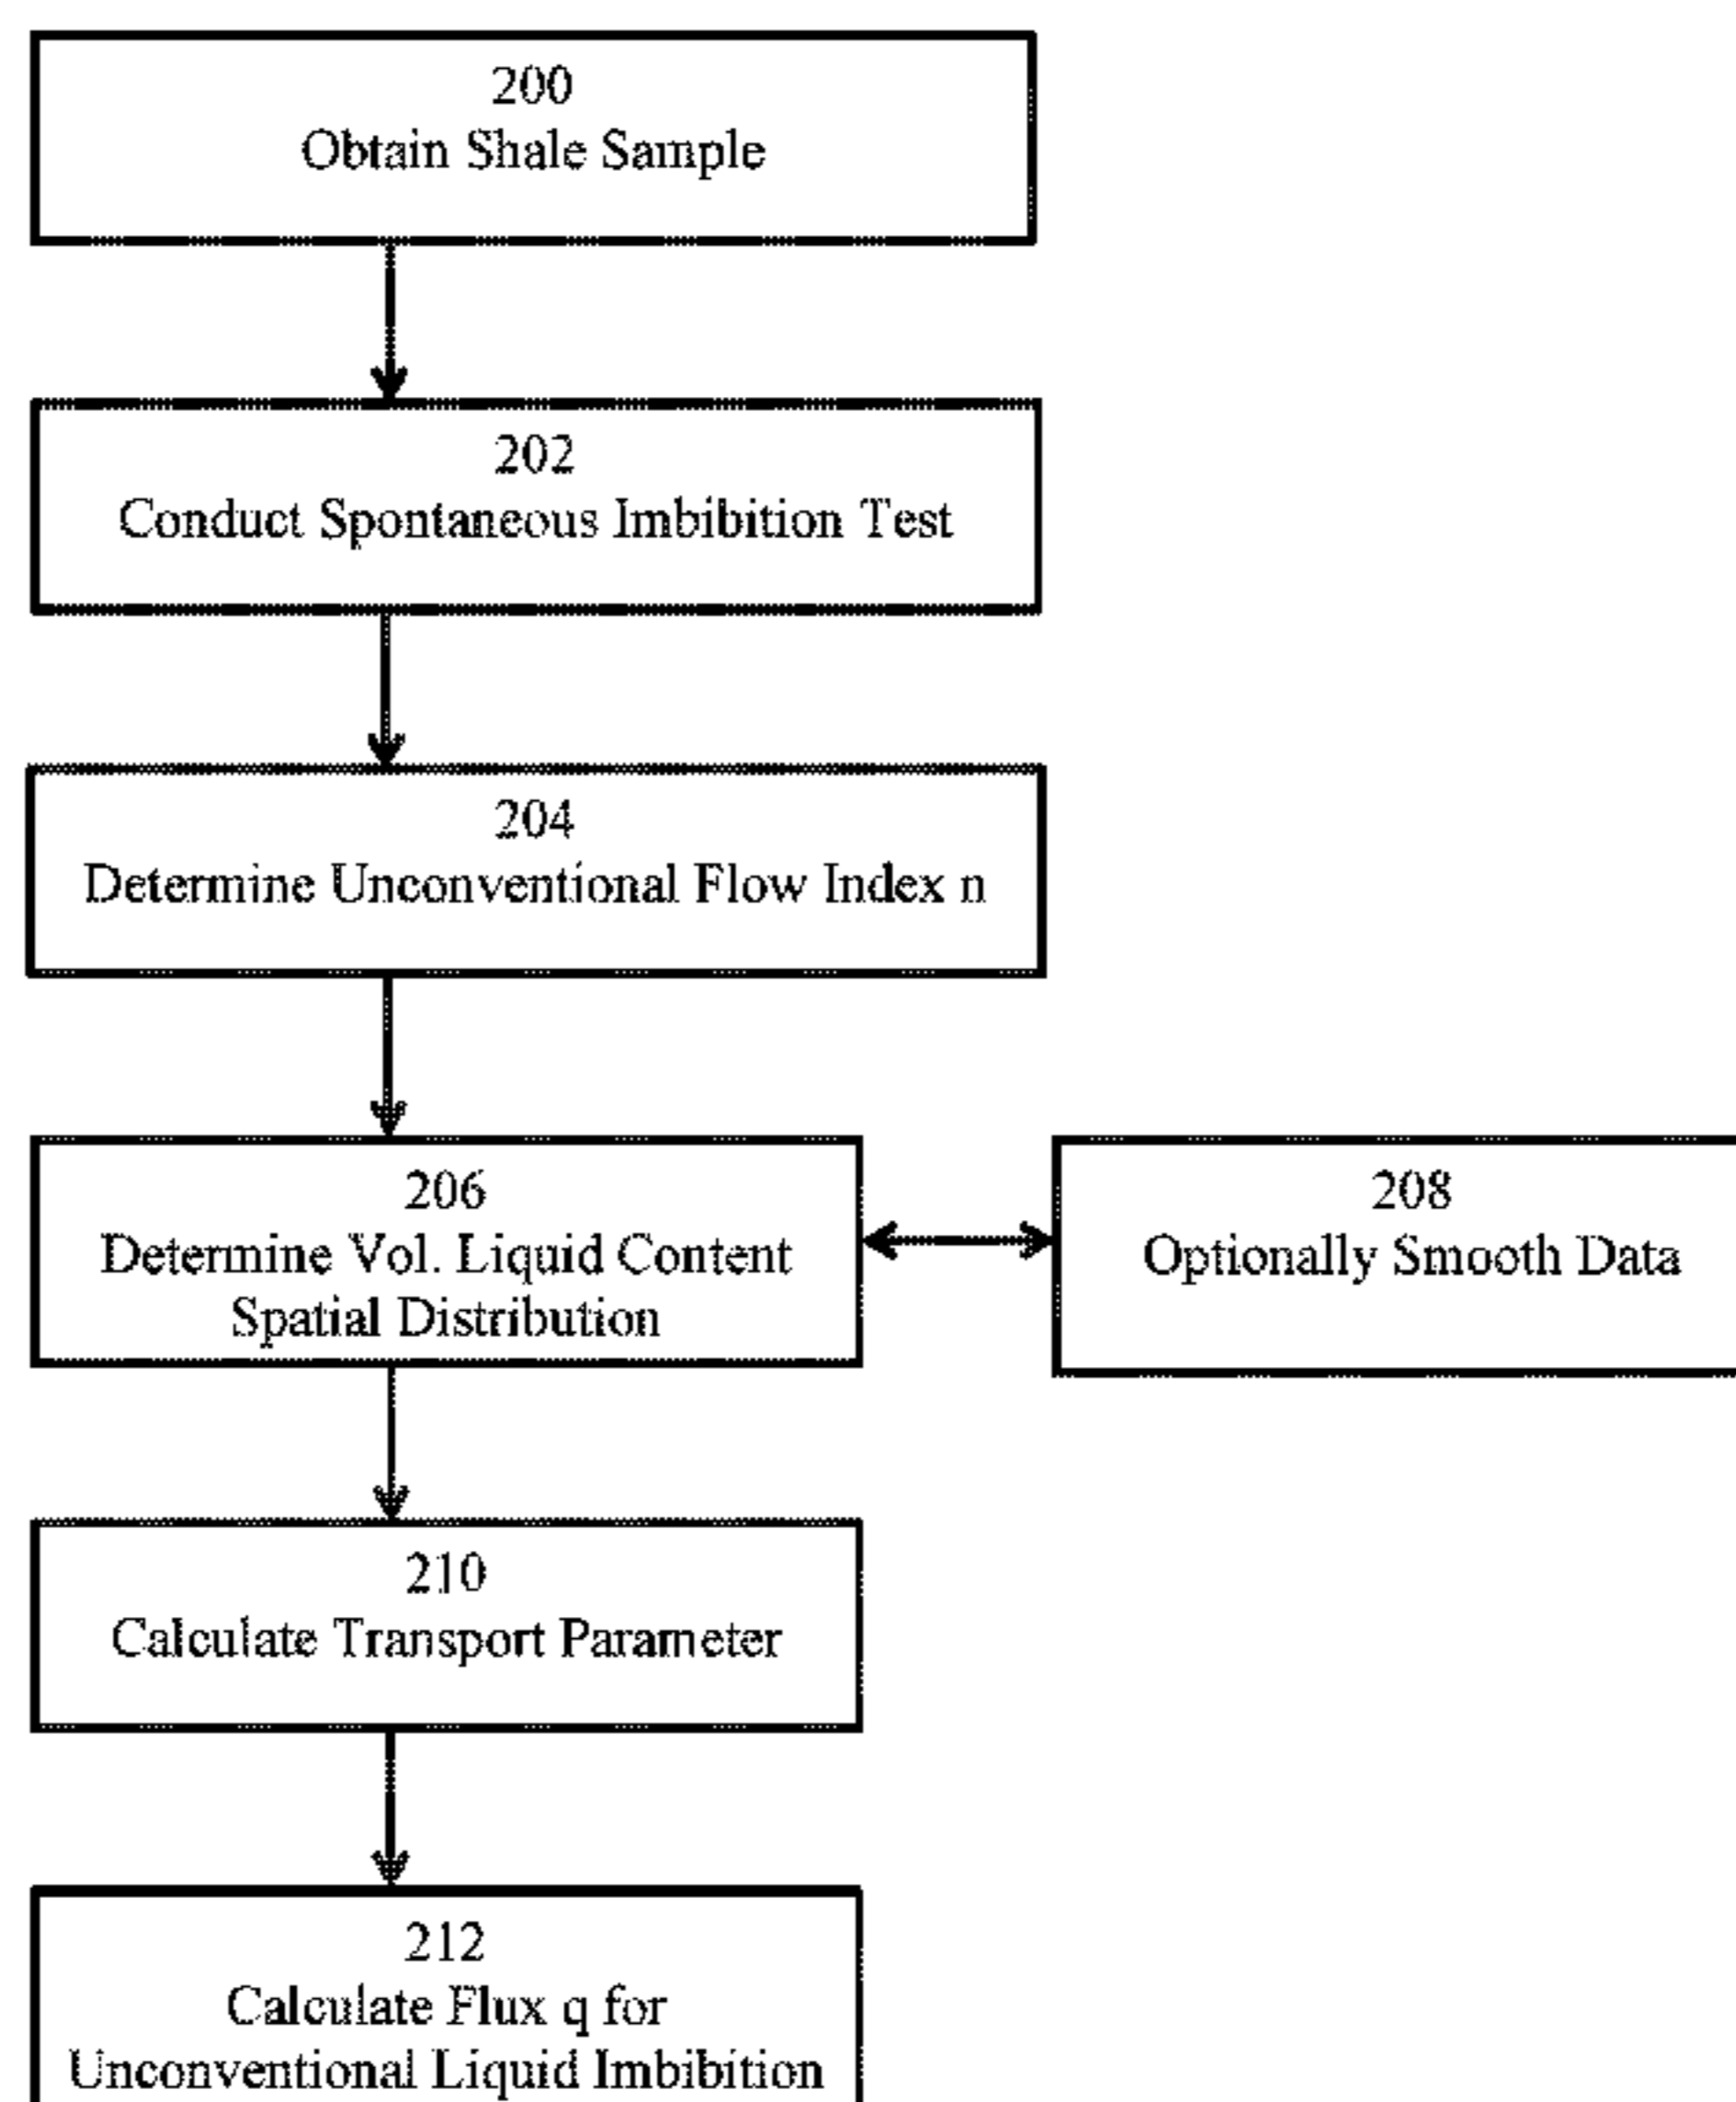 200
Obtain Shale Sample
202
Conduct Spontaneous Imbibition Test
204
Determine Unconventional Flow Index n
206
Determine Vol. Liquid Content
Spatial Distribution
208
Optionally Smooth Data
210
Calculate Transport Parameter
212
Calculate Flux q for
Unconventional Liquid Imbibition